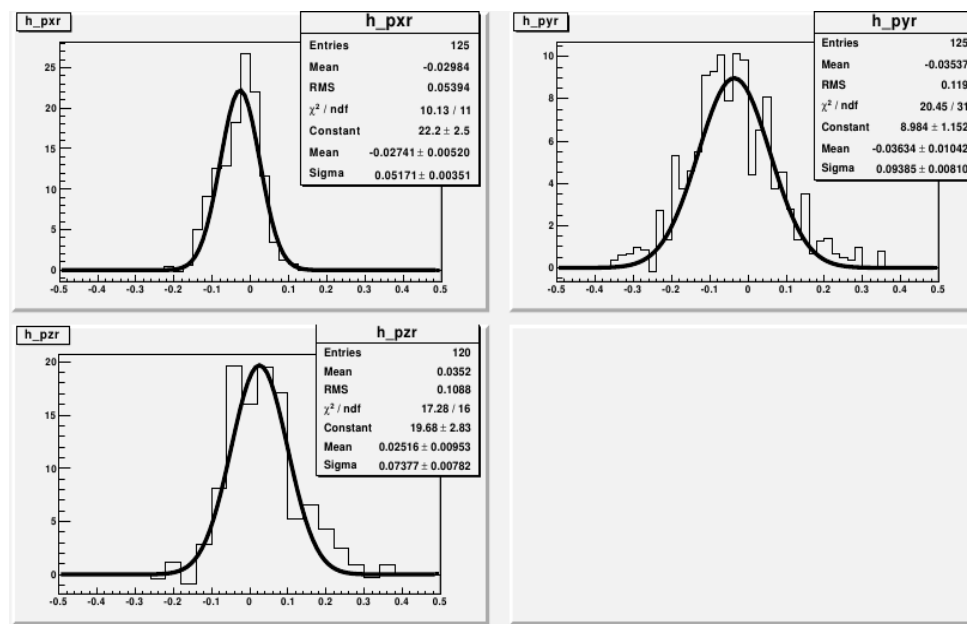 h_pxr
h_pxr
Entries 125
Mean -0.02984
RMS 0.05394
χ² / ndf 10.13 / 11
Constant 22.2 ± 2.5
Mean -0.02741 ± 0.00520
Sigma 0.05171 ± 0.00351
25
20
15
10
5
0
-0.5 -0.4 -0.3 -0.2 -0.1 0 0.1 0.2 0.3 0.4 0.5
h_pyr
h_pyr
Entries 125
Mean -0.03537
RMS 0.119
χ² / ndf 20.45 / 31
Constant 8.984 ± 1.152
Mean -0.03634 ± 0.01042
Sigma 0.09385 ± 0.00810
10
8
6
4
2
0
-0.5 -0.4 -0.3 -0.2 -0.1 0 0.1 0.2 0.3 0.4 0.5
h_pzr
h_pzr
Entries 120
Mean 0.0352
RMS 0.1088
χ² / ndf 17.28 / 16
Constant 19.68 ± 2.83
Mean 0.02516 ± 0.00953
Sigma 0.07377 ± 0.00782
20
15
10
5
0
-0.5 -0.4 -0.3 -0.2 -0.1 0 0.1 0.2 0.3 0.4 0.5